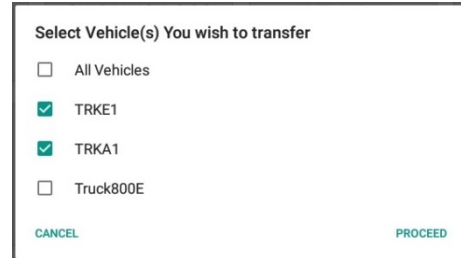 Select Vehicle(s) You wish to transfer
All Vehicles
TRKE1
TRKA1
Truck800E
CANCEL PROCEED